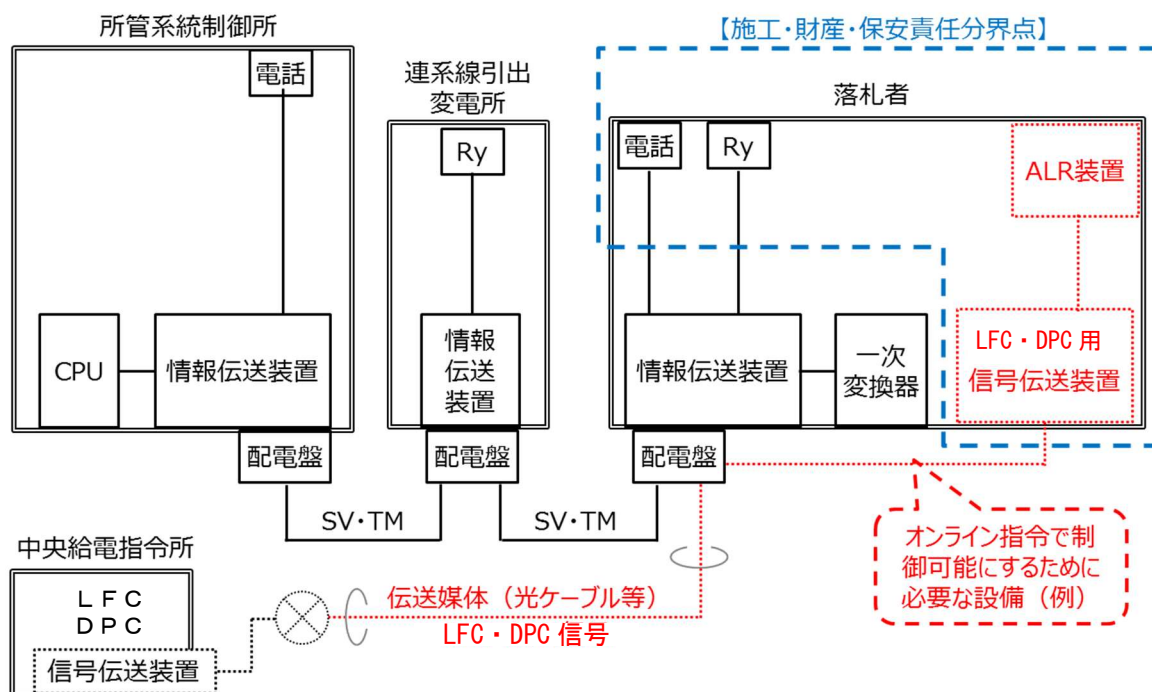 所管系統制御所
電話
CPU
情報伝送装置
配電盤
連系線引出
変電所
Ry
情報
伝送
装置
配電盤
【施工・財産・保安責任分界点】
落札者
電話
Ry
ALR装置
情報伝送装置
一次
変換器
LFC・DPC 用
信号伝送装置
配電盤
SV・TM
SV・TM
オンライン指令で制
御可能にするために
必要な設備（例）
中央給電指令所
ＬＦＣ
ＤＰＣ
信号伝送装置
伝送媒体（光ケーブル等）
LFC・DPC 信号